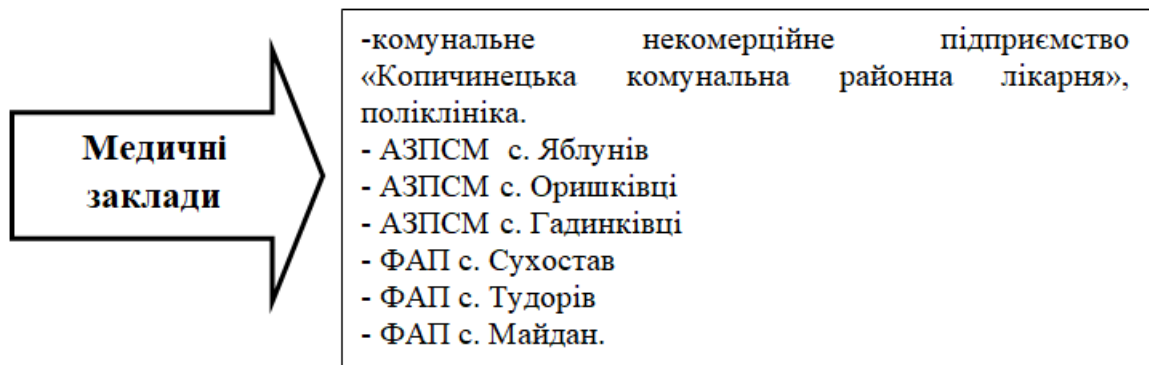 Медичні
заклади
-комунальне некомерційне підприємство
«Копичинецька комунальна районна лікарня»,
поліклініка.
- АЗПСМ с. Яблунів
- АЗПСМ с. Оришківці
- АЗПСМ с. Гадинківці
- ФАП с. Сухостав
- ФАП с. Тудорів
- ФАП с. Майдан.